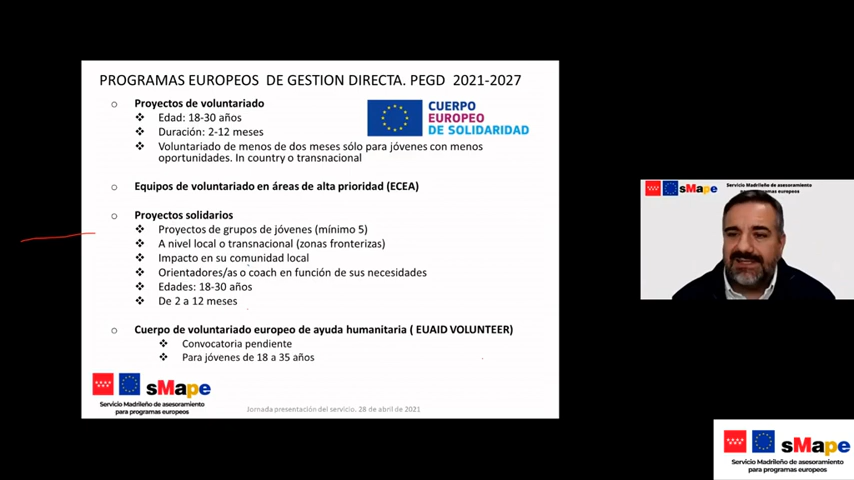 PROGRAMAS EUROPEOS DE GESTION DIRECTA. PEGD 2021-2027
Proyectos de voluntariado
Edad: 18-30 años
Duración: 2-12 meses
Voluntariado de menos de dos meses sólo para jóvenes con menos
oportunidades. In country o transnacional
CUERPO
EUROPEO
DE SOLIDARIDAD
Equipos de voluntariado en áreas de alta prioridad (ECEA)
Proyectos solidarios
Proyectos de grupos de jóvenes (mínimo 5)
A nivel local o transnacional (zonas fronterizas)
Impacto en su comunidad local
Orientadores/as o coach en función de sus necesidades
Edades: 18-30 años
De 2 a 12 meses
Cuerpo de voluntariado europeo de ayuda humanitaria ( EUAID VOLUNTEER)
Convocatoria pendiente
Para jóvenes de 18 a 35 años
sMape
Servicio Madrileño de asesoramiento
para programas europeos
Jornada presentación del servicio. 28 de abril de 2021
sMape
Servicio Madrileño de asesoramiento
para programas europeos
sMape
Servicio Madrileño de asesoramiento
para programas europeos